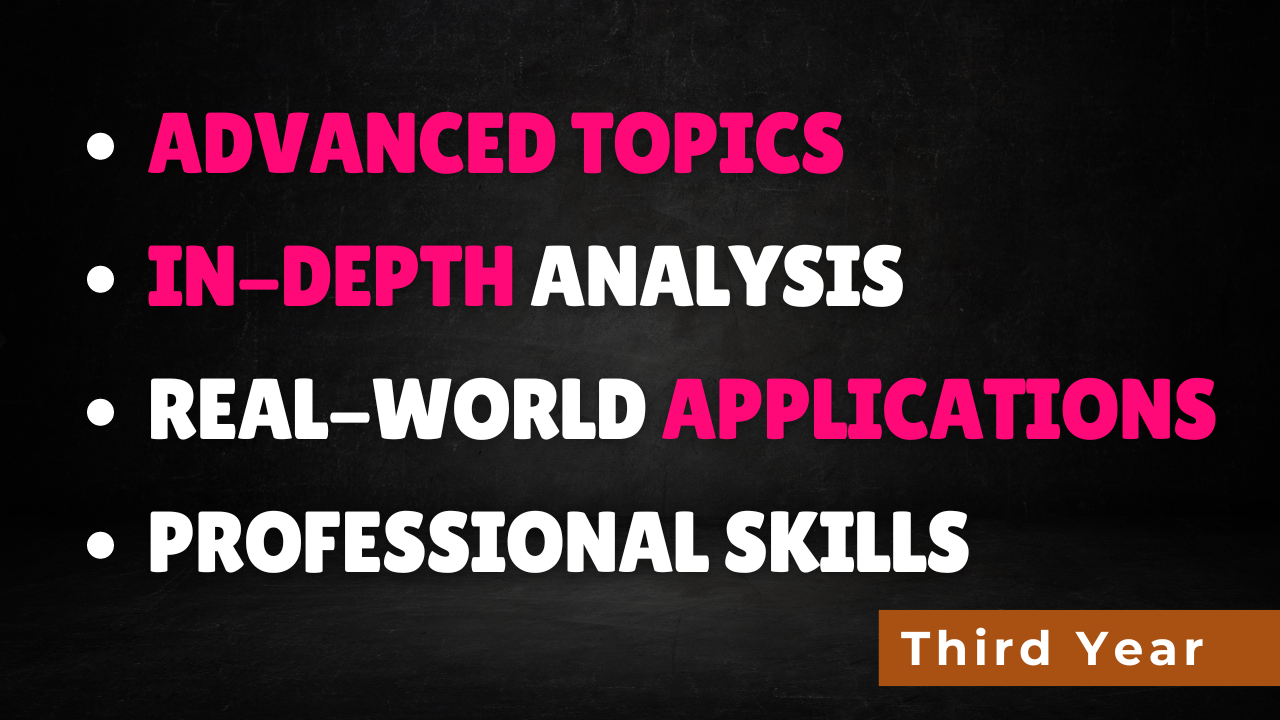 ADVANCED TOPICS
IN-DEPTH ANALYSIS
REAL-WORLD APPLICATIONS
PROFESSIONAL SKILLS
Third Year